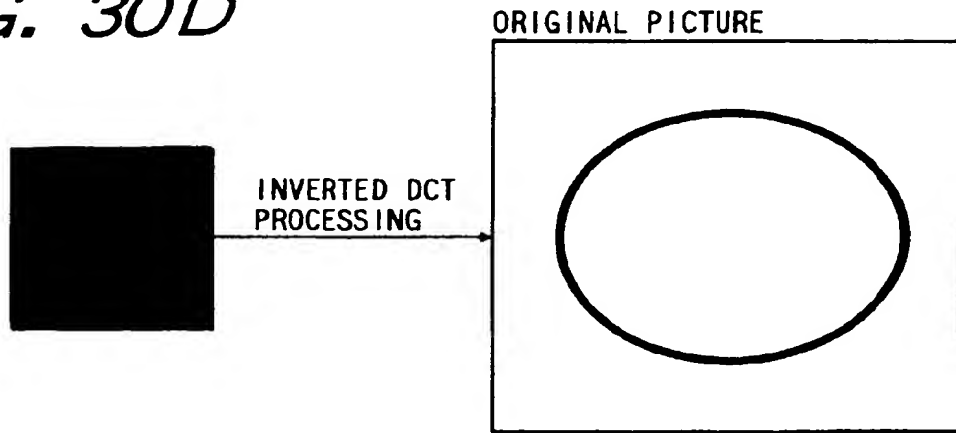 G. 30D
ORIGINAL PICTURE
INVERTED DCT
PROCESSING